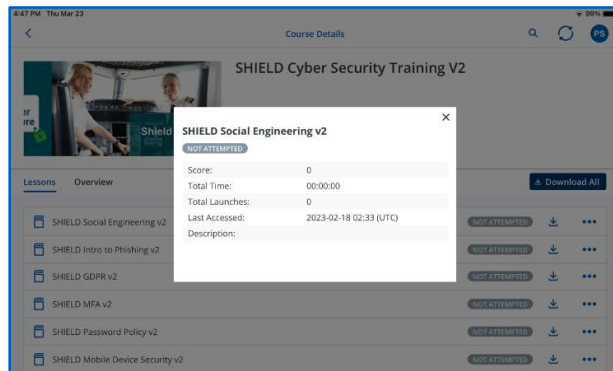 4:47 PM Thu Mar 23
99%
Course Details
PS
SHIELD Cyber Security Training V2
er
ure
Shield
SHIELD Social Engineering v2
NOT ATTEMPTED
Score: 0
Total Time: 00:00:00
Total Launches: 0
Last Accessed: 2023-02-18 02:33 (UTC)
Description:
Lessons Overview
Download All
SHIELD Social Engineering v2 NOT ATTEMPTED
SHIELD Intro to Phishing v2 NOT ATTEMPTED
SHIELD GDPR v2 NOT ATTEMPTED
SHIELD MFA v2 NOT ATTEMPTED
SHIELD Password Policy v2 NOT ATTEMPTED
SHIELD Mobile Device Security v2 NOT ATTEMPTED